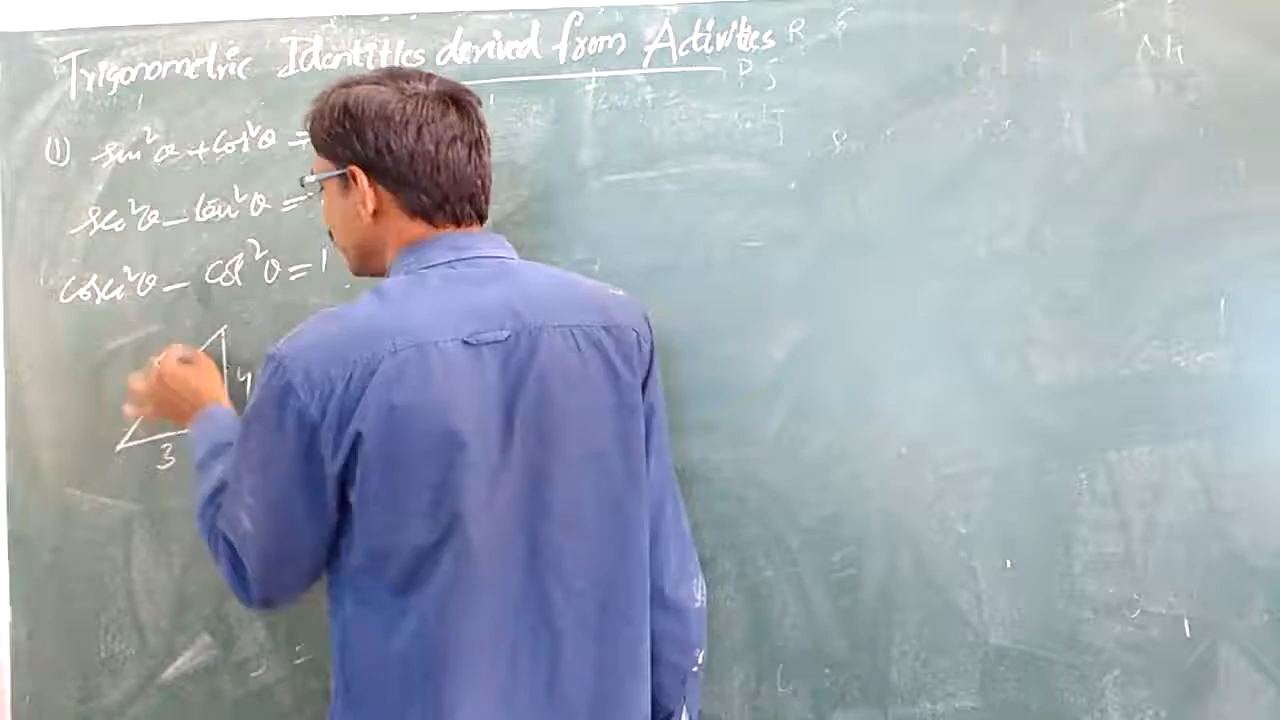 Trigonometric Identities derived from Activities
(1) sin²θ + cos²θ =
sec²θ - tan²θ =
cosec²θ - cot²θ = 1
4
3